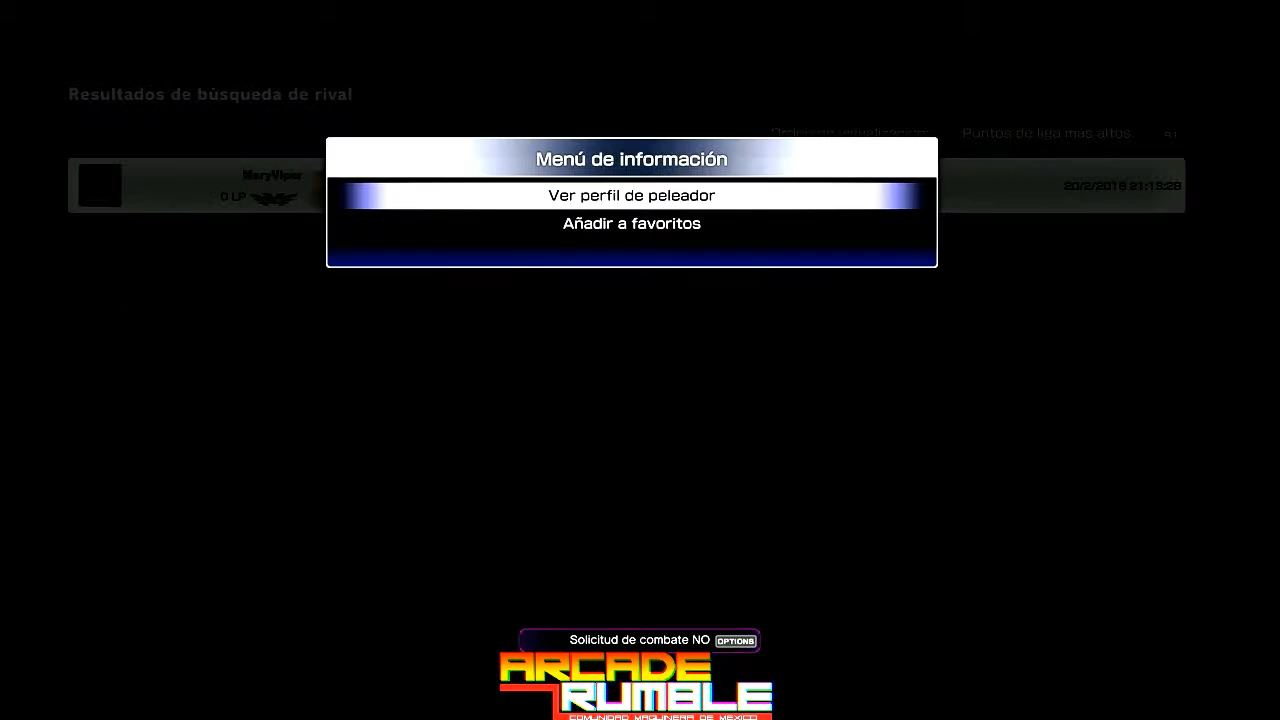 Resultados de búsqueda de rival
Puntos de liga más altos
Menú de información
MaryViper
0 LP
20/2/2016 21:13:28
Ver perfil de peleador
Añadir a favoritos
Solicitud de combate NO OPTIONS
ARCADE
RUMBLE
COMUNIDAD MAQUINERA DE MEXICO